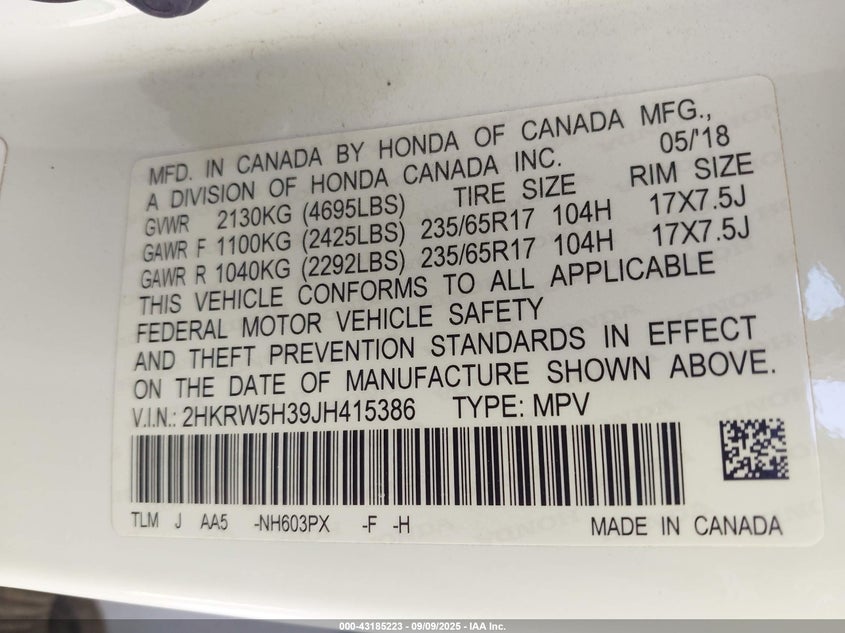 MFD. IN CANADA BY HONDA OF CANADA MFG.,
A DIVISION OF HONDA CANADA INC. 05/'18
GVWR 2130KG (4695LBS) TIRE SIZE RIM SIZE
GAWR F 1100KG (2425LBS) 235/65R17 104H 17X7.5J
GAWR R 1040KG (2292LBS) 235/65R17 104H 17X7.5J
THIS VEHICLE CONFORMS TO ALL APPLICABLE
FEDERAL MOTOR VEHICLE SAFETY
AND THEFT PREVENTION STANDARDS IN EFFECT
ON THE DATE OF MANUFACTURE SHOWN ABOVE.
V.I.N.: 2HKRW5H39JH415386 TYPE: MPV
TLM J AA5 -NH603PX -F -H MADE IN CANADA
000-43185223 - 09/09/2025 - IAA Inc.